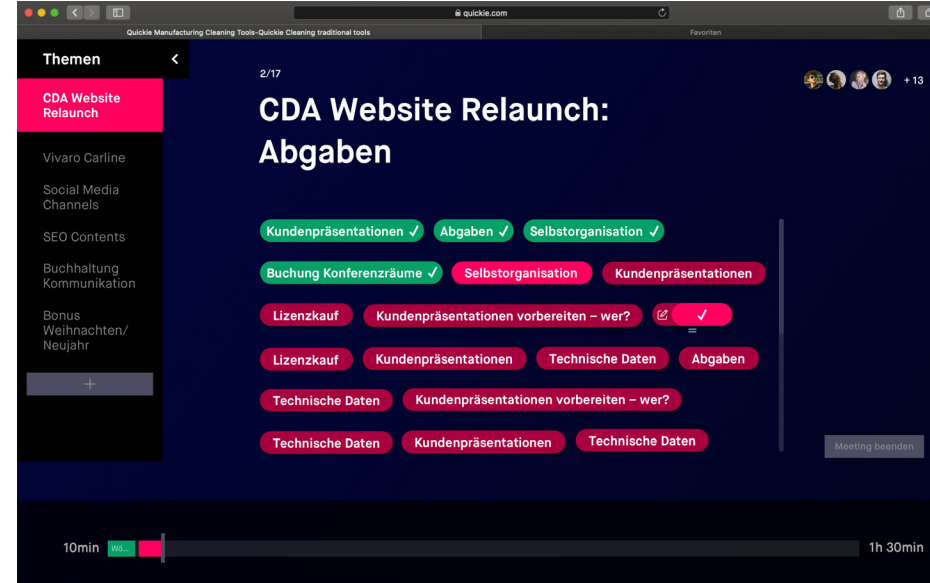 quickie.com
Quickie Manufacturing Cleaning Tools-Quickie Cleaning traditional tools
Favoriten
Themen
CDA Website
Relaunch
Vivaro Carline
Social Media
Channels
SEO Contents
Buchhaltung
Kommunikation
Bonus
Weihnachten/
Neujahr
+
2/17
+ 13
CDA Website Relaunch:
Abgaben
Kundenpräsentationen ✓ Abgaben ✓ Selbstorganisation ✓
Buchung Konferenzräume ✓ Selbstorganisation Kundenpräsentationen
Lizenzkauf Kundenpräsentationen vorbereiten – wer? ✓
Lizenzkauf Kundenpräsentationen Technische Daten Abgaben
Technische Daten Kundenpräsentationen vorbereiten – wer?
Technische Daten Kundenpräsentationen Technische Daten
Meeting beenden
10min Wö... 1h 30min